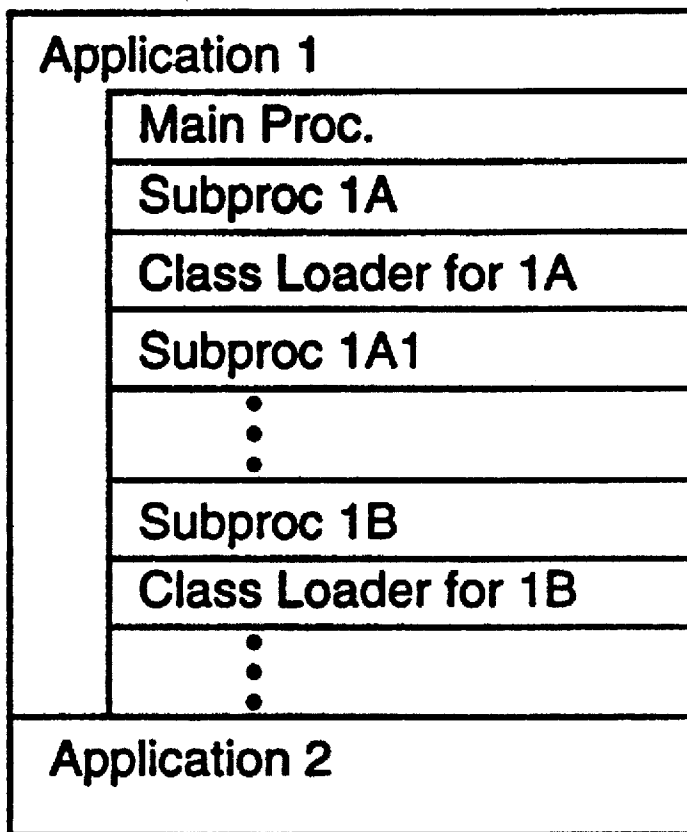 Application 1
Main Proc.
Subproc 1A
Class Loader for 1A
Subproc 1A1
Subproc 1B
Class Loader for 1B
Application 2